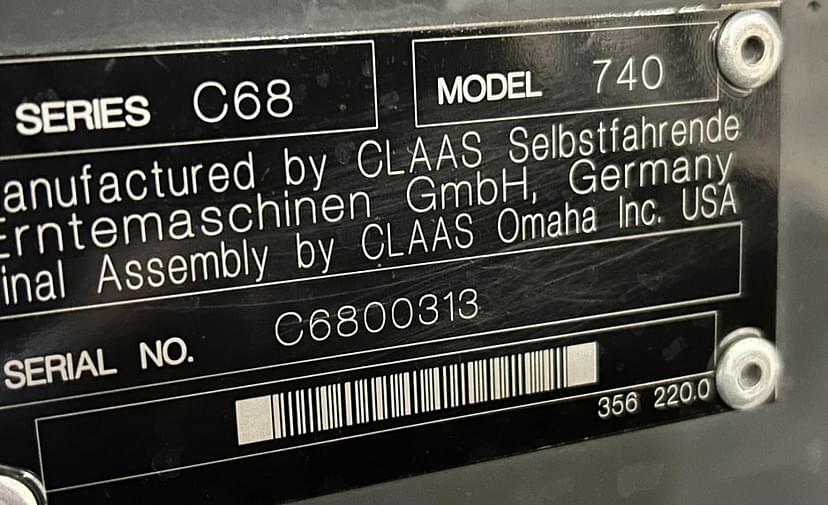 SERIES C68 MODEL 740
anufactured by CLAAS Selbstfahrende
Erntemaschinen GmbH, Germany
inal Assembly by CLAAS Omaha Inc. USA
SERIAL NO. C6800313
356 220.0